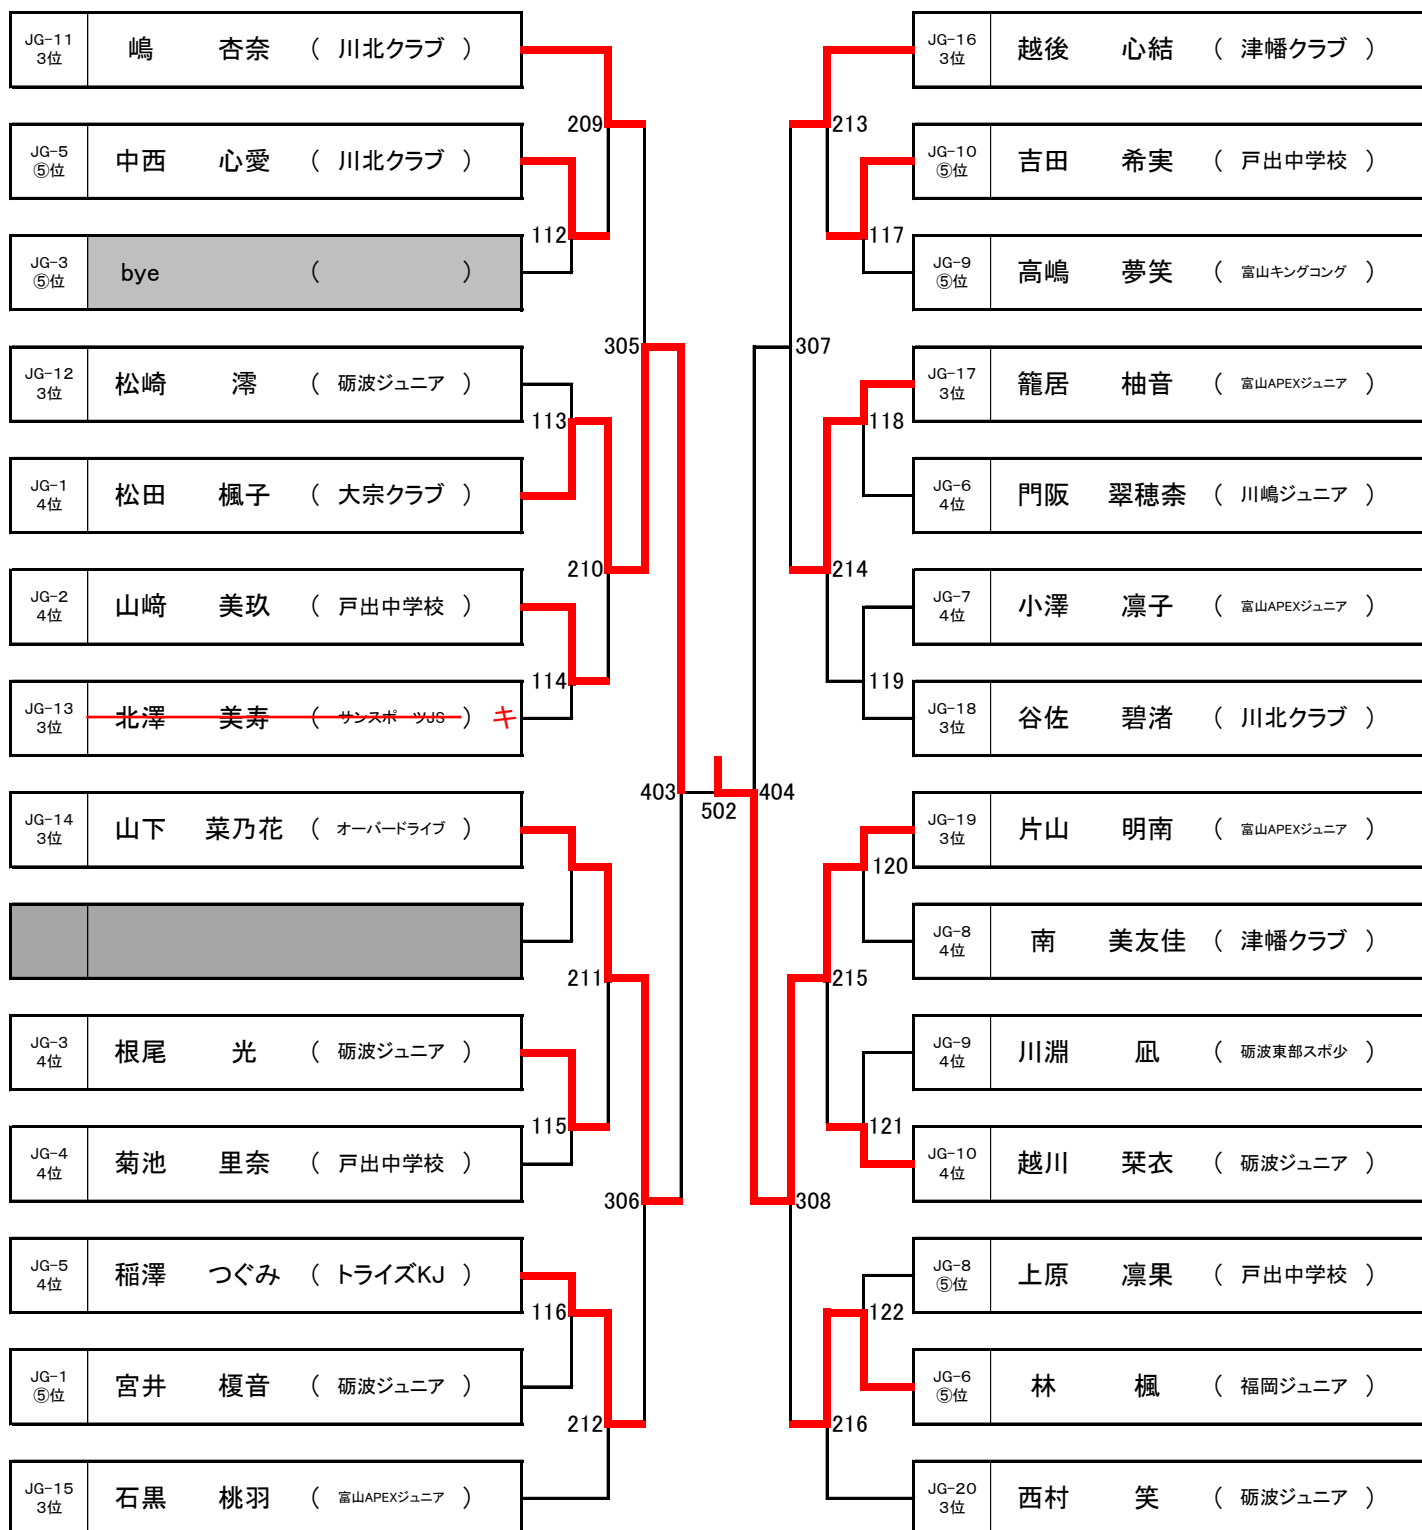 JG-11
3位
嶋 杏奈 ( 川北クラブ )
209
JG-5
⑤位
中西 心愛 ( 川北クラブ )
112
JG-3
⑤位
bye ( )
305
JG-12
3位
松崎 澪 ( 砺波ジュニア )
113
JG-1
4位
松田 楓子 ( 大宗クラブ )
210
JG-2
4位
山﨑 美玖 ( 戸出中学校 )
114
JG-13
3位
北澤 美寿 ( サンスポーツJS ) キ
403
502
JG-14
3位
山下 菜乃花 ( オーバードライブ )
211
JG-3
4位
根尾 光 ( 砺波ジュニア )
115
JG-4
4位
菊池 里奈 ( 戸出中学校 )
306
JG-5
4位
稲澤 つぐみ ( トライズKJ )
116
JG-1
⑤位
宮井 榎音 ( 砺波ジュニア )
212
JG-15
3位
石黒 桃羽 ( 富山APEXジュニア )
JG-16
3位
越後 心結 ( 津幡クラブ )
213
JG-10
⑤位
吉田 希実 ( 戸出中学校 )
117
JG-9
⑤位
高嶋 夢笑 ( 富山キングコング )
307
JG-17
3位
籠居 柚音 ( 富山APEXジュニア )
118
JG-6
4位
門阪 翠穂柰 ( 川嶋ジュニア )
214
JG-7
4位
小澤 凛子 ( 富山APEXジュニア )
119
JG-18
3位
谷佐 碧渚 ( 川北クラブ )
404
JG-19
3位
片山 明南 ( 富山APEXジュニア )
120
JG-8
4位
南 美友佳 ( 津幡クラブ )
215
JG-9
4位
川淵 凪 ( 砺波東部スポ少 )
121
JG-10
4位
越川 栞衣 ( 砺波ジュニア )
308
JG-8
⑤位
上原 凛果 ( 戸出中学校 )
122
JG-6
⑤位
林 楓 ( 福岡ジュニア )
216
JG-20
3位
西村 笑 ( 砺波ジュニア )